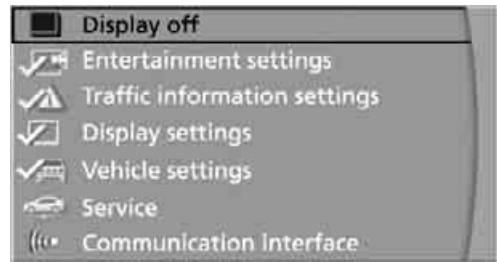 Display off
Entertainment settings
Traffic information settings
Display settings
Vehicle settings
Service
Communication interface